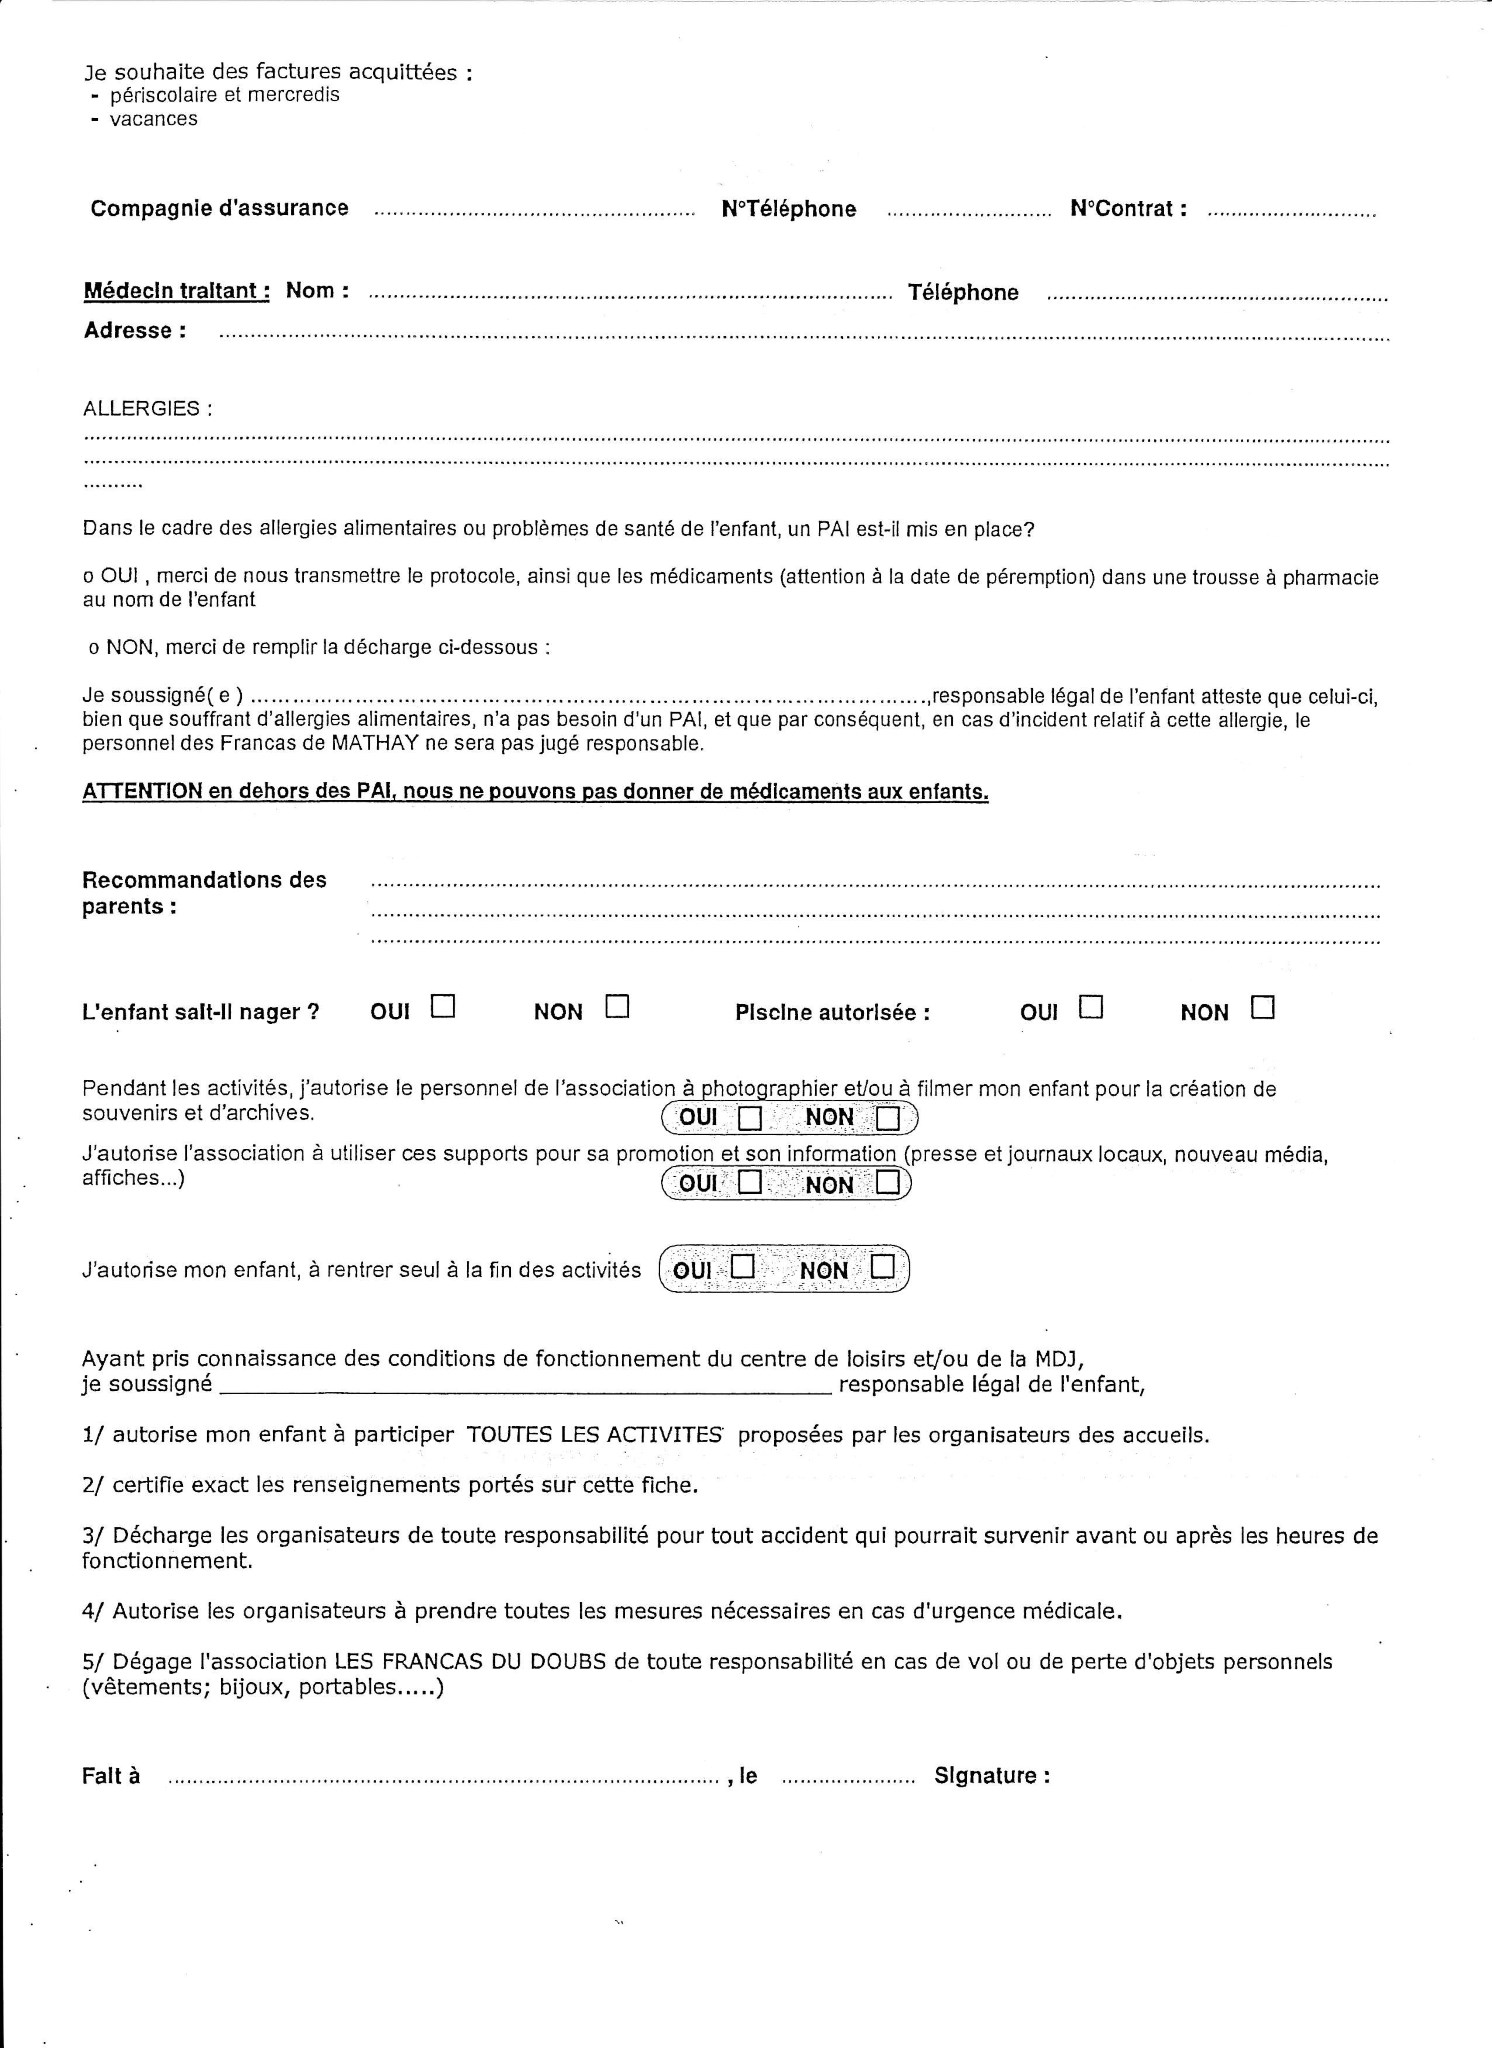 Je souhaite des factures acquittées :
- périscolaire et mercredis
- vacances
Compagnie d'assurance ..................................................... N°Téléphone ........................... N°Contrat : ............................
Médecin traitant : Nom : ...................................................................................... Téléphone ........................................................
Adresse : ................................................................................................................................................................................................
ALLERGIES :
........................................................................................................................................................................................................................
........................................................................................................................................................................................................................
..........
Dans le cadre des allergies alimentaires ou problèmes de santé de l'enfant, un PAI est-il mis en place?
o OUI , merci de nous transmettre le protocole, ainsi que les médicaments (attention à la date de péremption) dans une trousse à pharmacie
au nom de l'enfant
o NON, merci de remplir la décharge ci-dessous :
Je soussigné( e ) ................................................................................................,responsable légal de l'enfant atteste que celui-ci,
bien que souffrant d'allergies alimentaires, n'a pas besoin d'un PAI, et que par conséquent, en cas d'incident relatif à cette allergie, le
personnel des Francas de MATHAY ne sera pas jugé responsable.
ATTENTION en dehors des PAI, nous ne pouvons pas donner de médicaments aux enfants.
Recommandations des ........................................................................................................................................................................
parents : ........................................................................................................................................................................
........................................................................................................................................................................
L'enfant sait-il nager ? OUI ☐ NON ☐ Piscine autorisée : OUI ☐ NON ☐
Pendant les activités, j'autorise le personnel de l'association à photographier et/ou à filmer mon enfant pour la création de
souvenirs et d'archives. OUI ☐ NON ☐
J'autorise l'association à utiliser ces supports pour sa promotion et son information (presse et journaux locaux, nouveau média,
affiches...) OUI ☐ NON ☐
J'autorise mon enfant, à rentrer seul à la fin des activités OUI ☐ NON ☐
Ayant pris connaissance des conditions de fonctionnement du centre de loisirs et/ou de la MDJ,
je soussigné ______________________________________________ responsable légal de l'enfant,
1/ autorise mon enfant à participer TOUTES LES ACTIVITES proposées par les organisateurs des accueils.
2/ certifie exact les renseignements portés sur cette fiche.
3/ Décharge les organisateurs de toute responsabilité pour tout accident qui pourrait survenir avant ou après les heures de
fonctionnement.
4/ Autorise les organisateurs à prendre toutes les mesures nécessaires en cas d'urgence médicale.
5/ Dégage l'association LES FRANCAS DU DOUBS de toute responsabilité en cas de vol ou de perte d'objets personnels
(vêtements; bijoux, portables.....)
Fait à ........................................................................................... , le ...................... Signature :